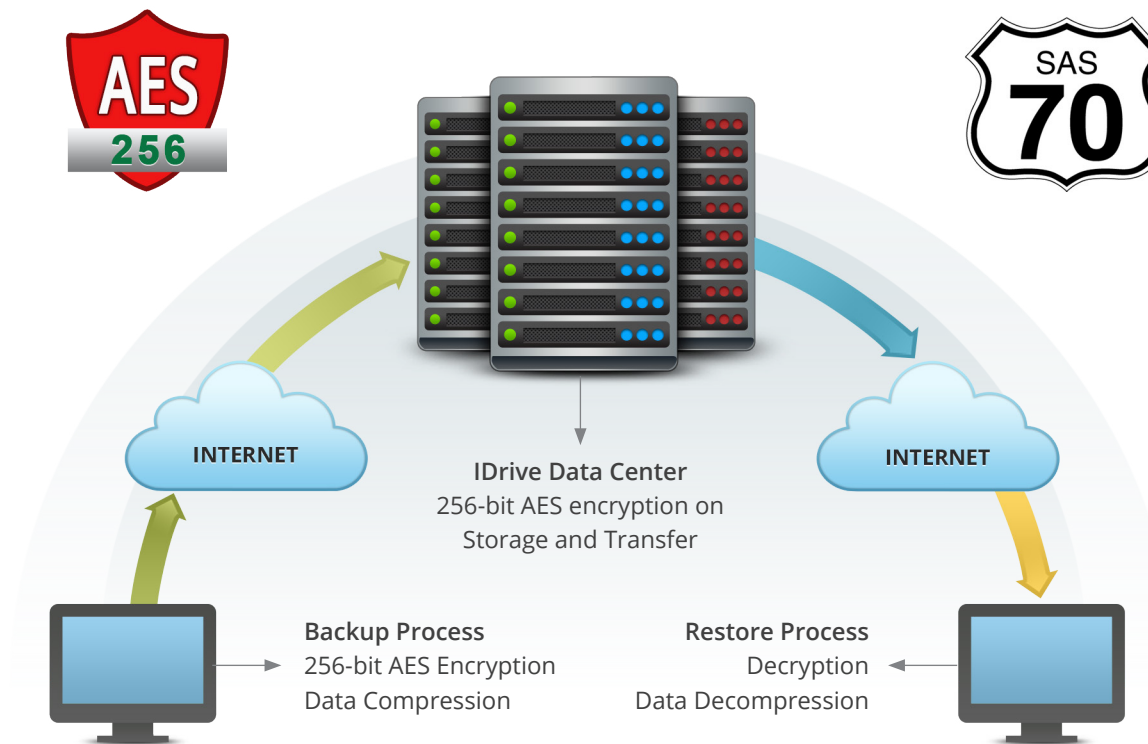 AES
256
SAS
70
INTERNET
INTERNET
IDrive Data Center
256-bit AES encryption on
Storage and Transfer
Backup Process
256-bit AES Encryption
Data Compression
Restore Process
Decryption
Data Decompression